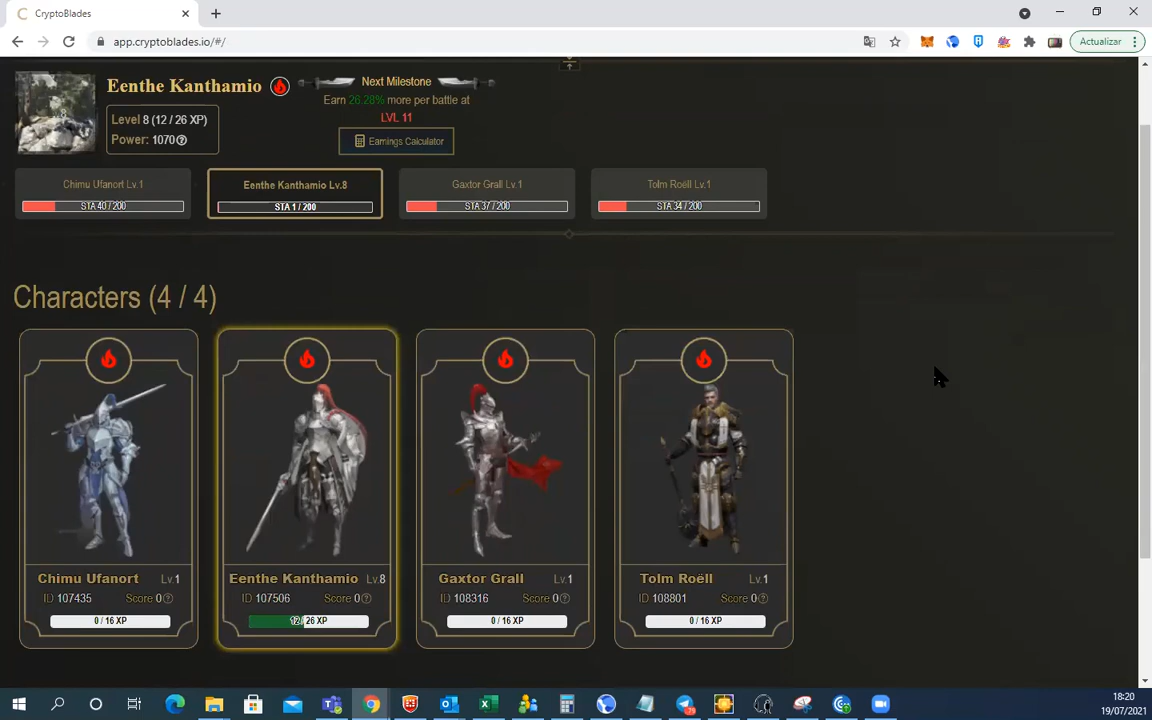 CryptoBlades
app.cryptoblades.io/#/
Actualizar
Eenthe Kanthamio
Level 8 (12 / 26 XP)
Power: 1070
Next Milestone
Earn 26.28% more per battle at
LVL 11
Earnings Calculator
Chimu Ufanort Lv.1
STA 40 / 200
Eenthe Kanthamio Lv.8
STA 1 / 200
Gaxtor Grall Lv.1
STA 37 / 200
Tolm Roëll Lv.1
STA 34 / 200
Characters (4 / 4)
Chimu Ufanort Lv.1
ID 107435 Score 0
0 / 16 XP
Eenthe Kanthamio Lv.8
ID 107506 Score 0
12 / 26 XP
Gaxtor Grall Lv.1
ID 108316 Score 0
0 / 16 XP
Tolm Roëll Lv.1
ID 108801 Score 0
0 / 16 XP
18:20
19/07/2021